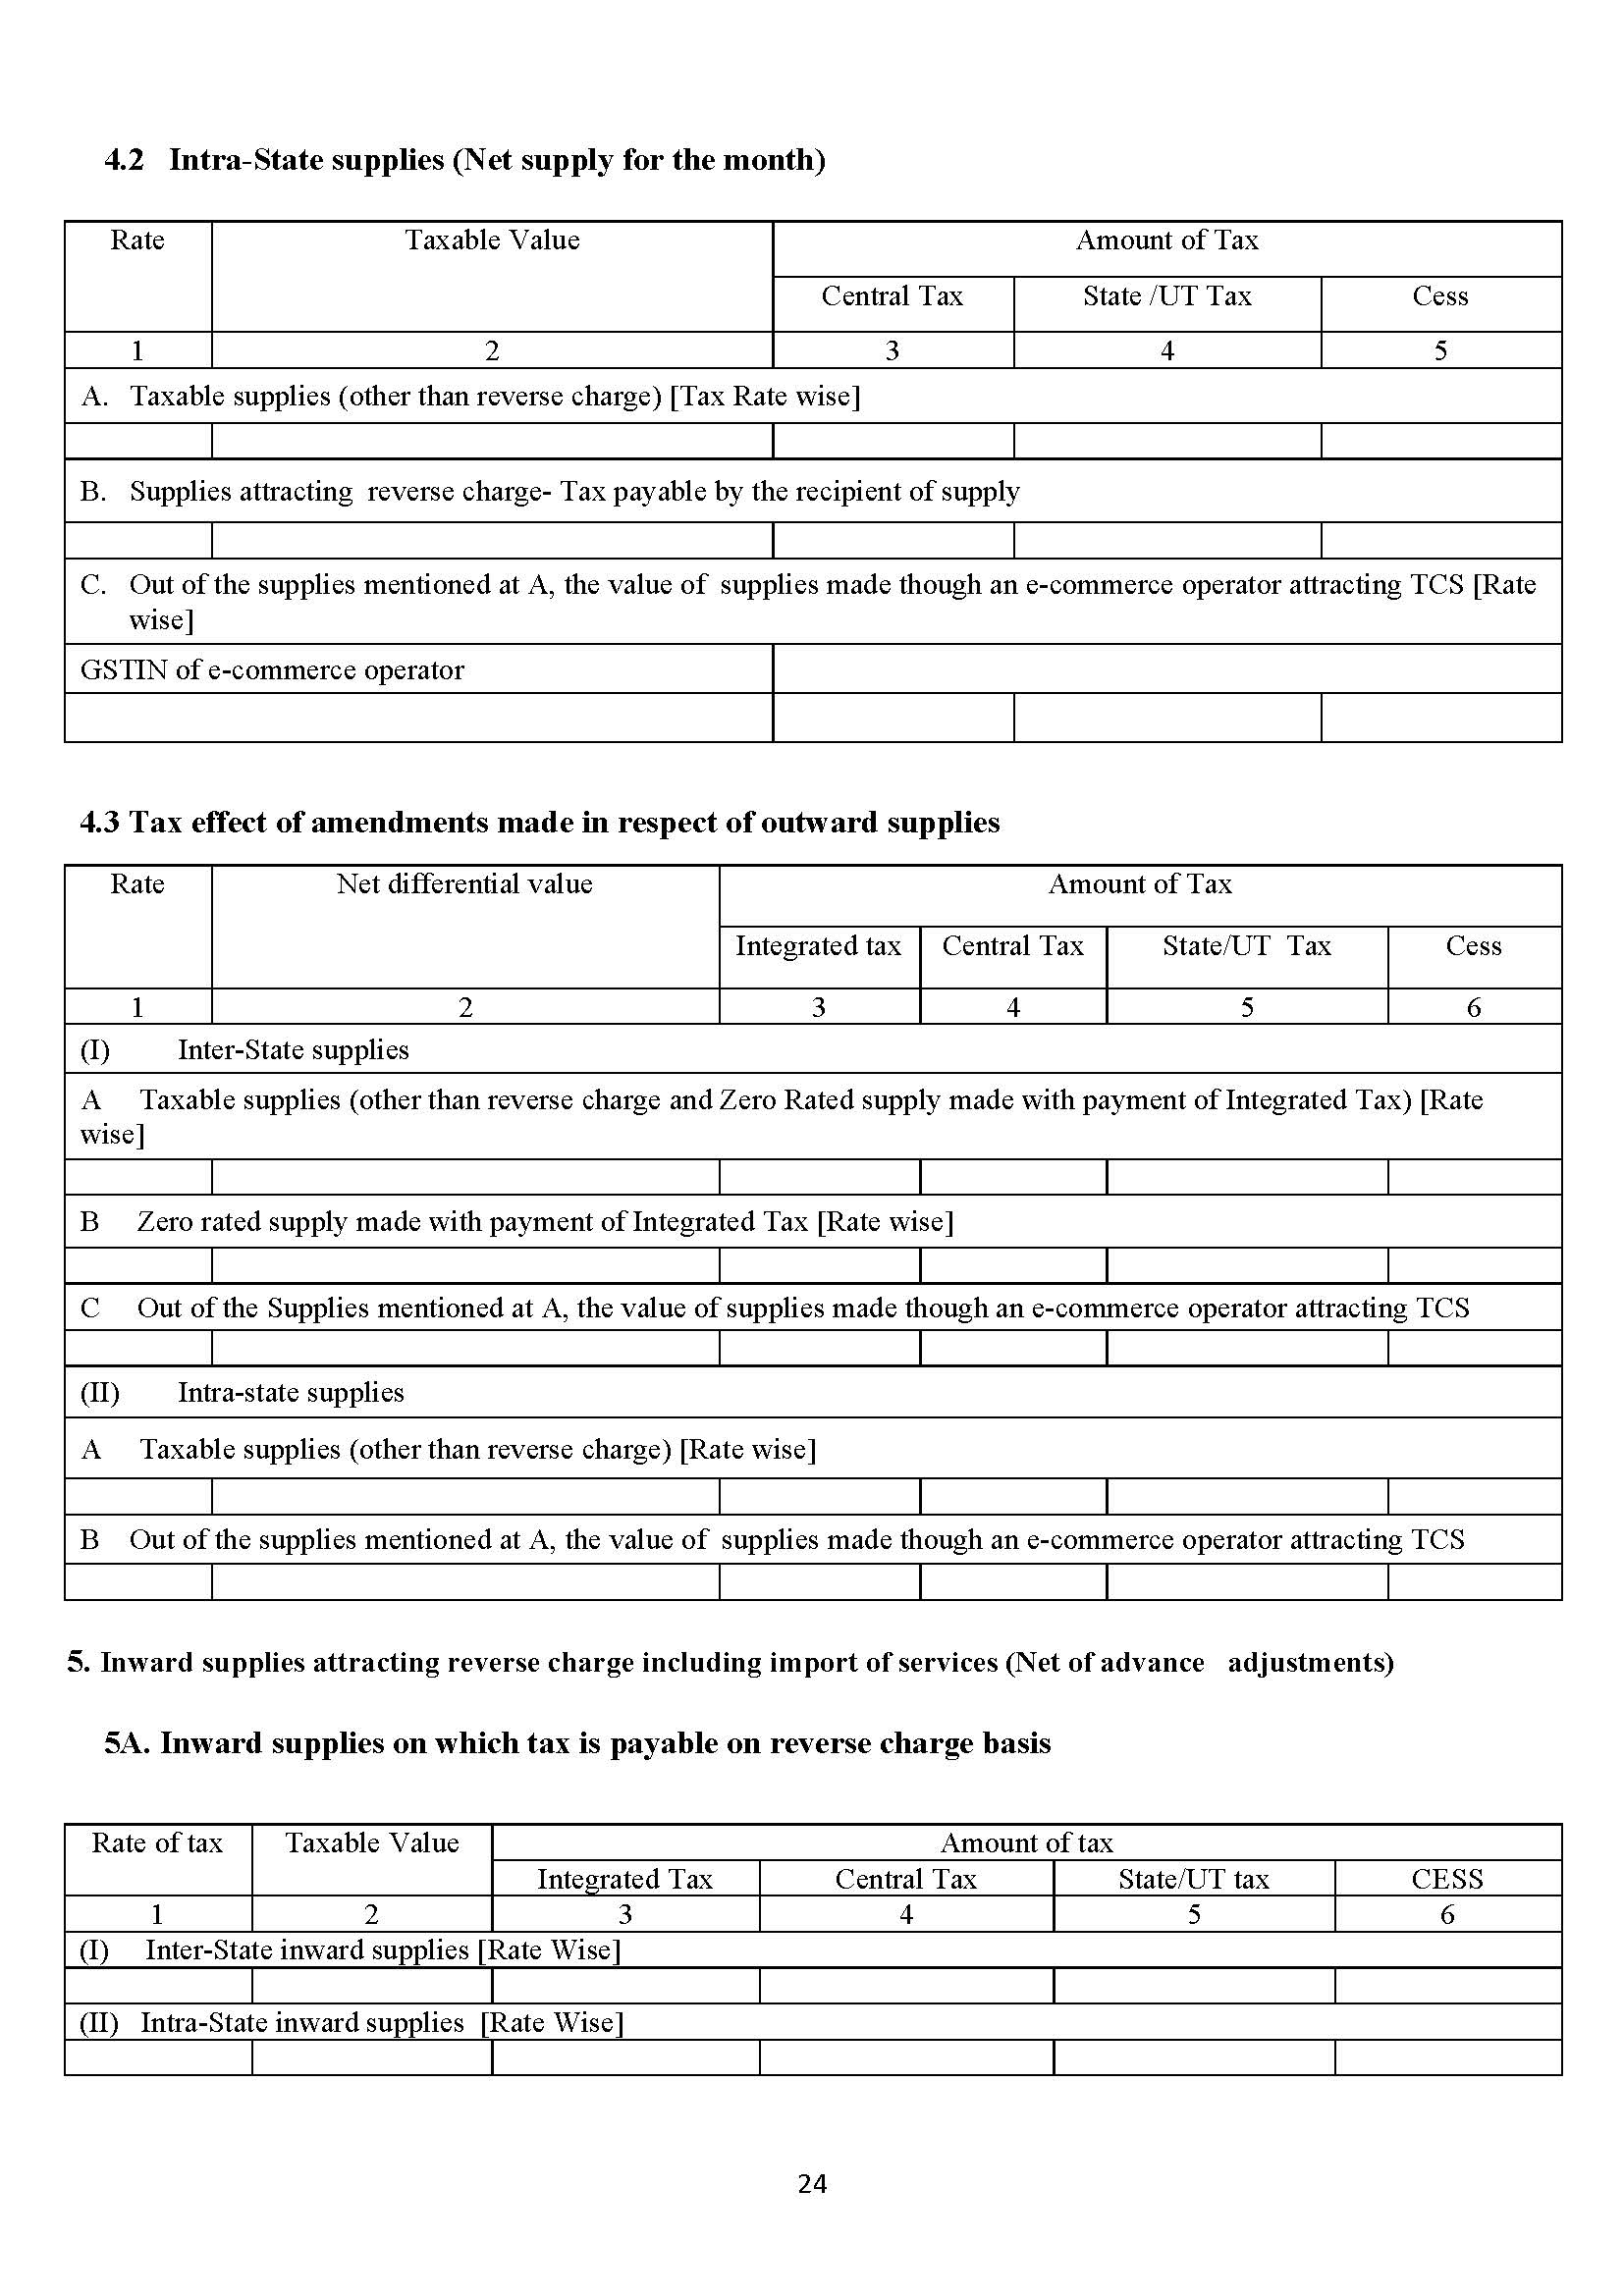 4.2 Intra-State supplies (Net supply for the month)
Rate Taxable Value Amount of Tax
Central Tax State /UT Tax Cess
1 2 3 4 5
A. Taxable supplies (other than reverse charge) [Tax Rate wise]
B. Supplies attracting reverse charge- Tax payable by the recipient of supply
C. Out of the supplies mentioned at A, the value of supplies made though an e-commerce operator attracting TCS [Rate
wise]
GSTIN of e-commerce operator
4.3 Tax effect of amendments made in respect of outward supplies
Rate Net differential value Amount of Tax
Integrated tax Central Tax State/UT Tax Cess
1 2 3 4 5 6
(I) Inter-State supplies
A Taxable supplies (other than reverse charge and Zero Rated supply made with payment of Integrated Tax) [Rate
wise]
B Zero rated supply made with payment of Integrated Tax [Rate wise]
C Out of the Supplies mentioned at A, the value of supplies made though an e-commerce operator attracting TCS
(II) Intra-state supplies
A Taxable supplies (other than reverse charge) [Rate wise]
B Out of the supplies mentioned at A, the value of supplies made though an e-commerce operator attracting TCS
5. Inward supplies attracting reverse charge including import of services (Net of advance adjustments)
5A. Inward supplies on which tax is payable on reverse charge basis
Rate of tax Taxable Value Amount of tax
Integrated Tax Central Tax State/UT tax CESS
1 2 3 4 5 6
(I) Inter-State inward supplies [Rate Wise]
(II) Intra-State inward supplies [Rate Wise]
24